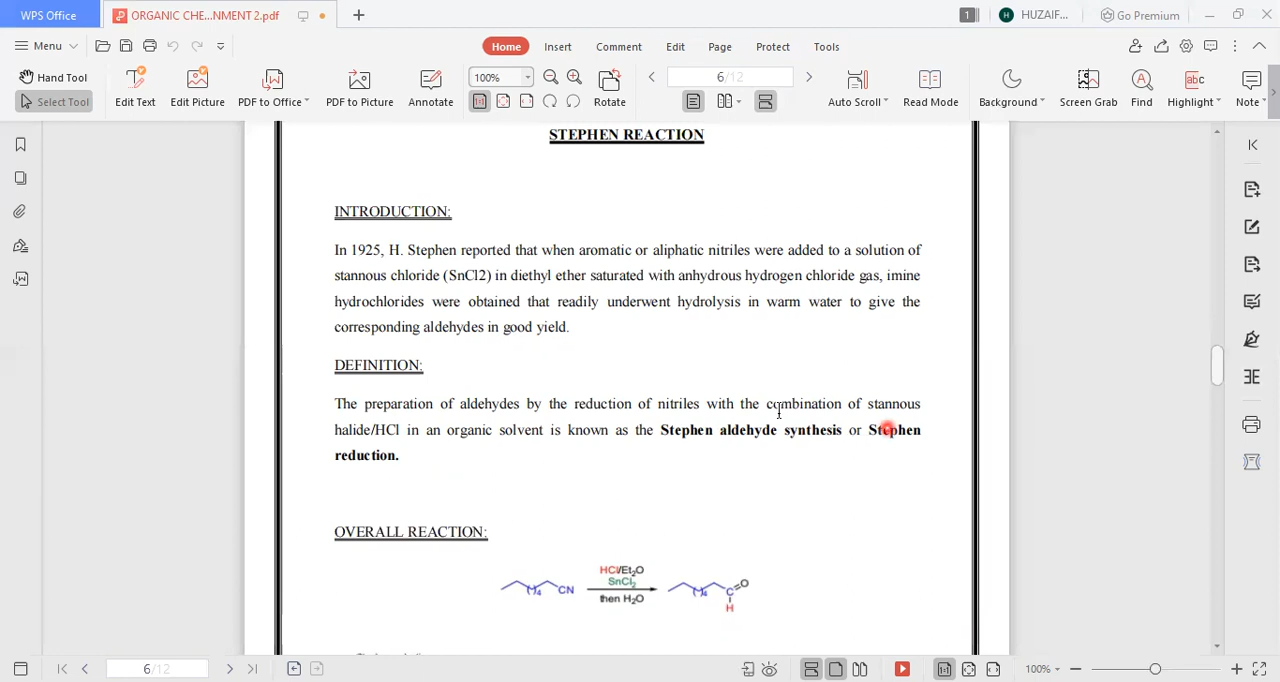 WPS Office ORGANIC CHE...NMENT 2.pdf 1 H HUZAIF... Go Premium
Menu Home Insert Comment Edit Page Protect Tools
Hand Tool 100% 6/12
Select Tool Edit Text Edit Picture PDF to Office PDF to Picture Annotate Rotate Auto Scroll Read Mode Background Screen Grab Find Highlight Note
STEPHEN REACTION
INTRODUCTION:
In 1925, H. Stephen reported that when aromatic or aliphatic nitriles were added to a solution of
stannous chloride (SnCl2) in diethyl ether saturated with anhydrous hydrogen chloride gas, imine
hydrochlorides were obtained that readily underwent hydrolysis in warm water to give the
corresponding aldehydes in good yield.
DEFINITION:
The preparation of aldehydes by the reduction of nitriles with the combination of stannous
halide/HCl in an organic solvent is known as the Stephen aldehyde synthesis or Stephen
reduction.
OVERALL REACTION:
HCl/Et2O
SnCl2
then H2O
4 CN 4 C O
H
6/12 100%